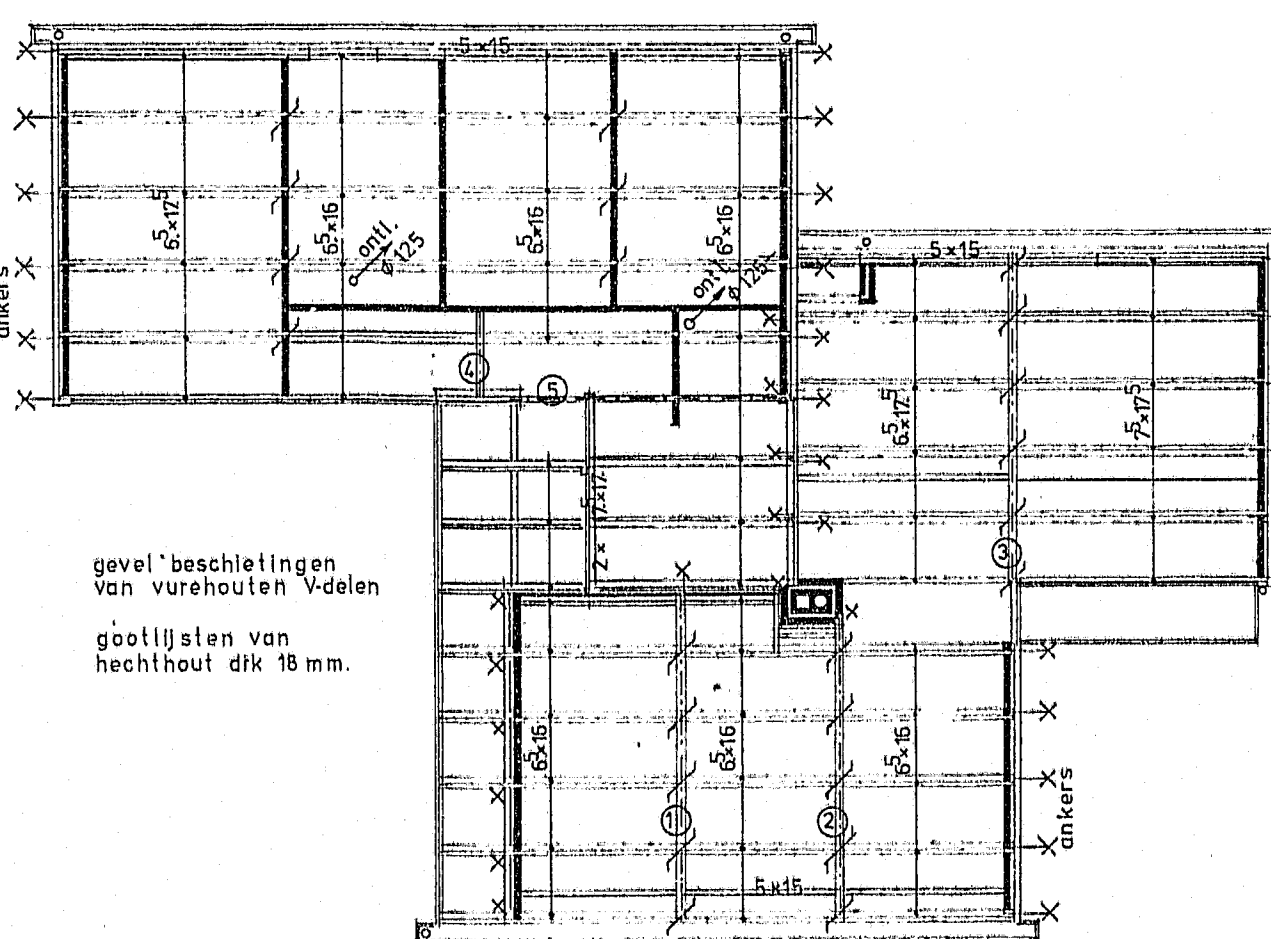 5×15
6.5×17.5
6.5×16
ontl.
ø 125
6.5×16
6.5×16
ontl.
ø 125
ankers
5×15
6.5×17.5
7.5×17.5
4
5
2× 7×17.5
3
gevel beschietingen
van vurehouten V-delen
gootlijsten van
hechthout dik 18 mm.
6.5×16
6.5×16
6.5×16
1
2
5×15
ankers